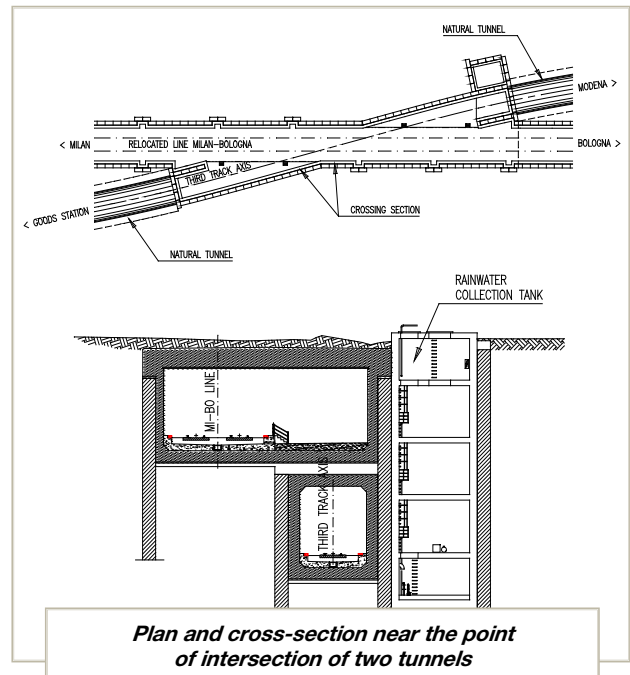 NATURAL TUNNEL
MODENA >
< MILAN
RELOCATED LINE MILAN-BOLOGNA
BOLOGNA >
THIRD TRACK AXIS
CROSSING SECTION
< GOODS STATION
NATURAL TUNNEL
RAINWATER
COLLECTION TANK
MI-BO LINE
THIRD TRACK AXIS
Plan and cross-section near the point
of intersection of two tunnels